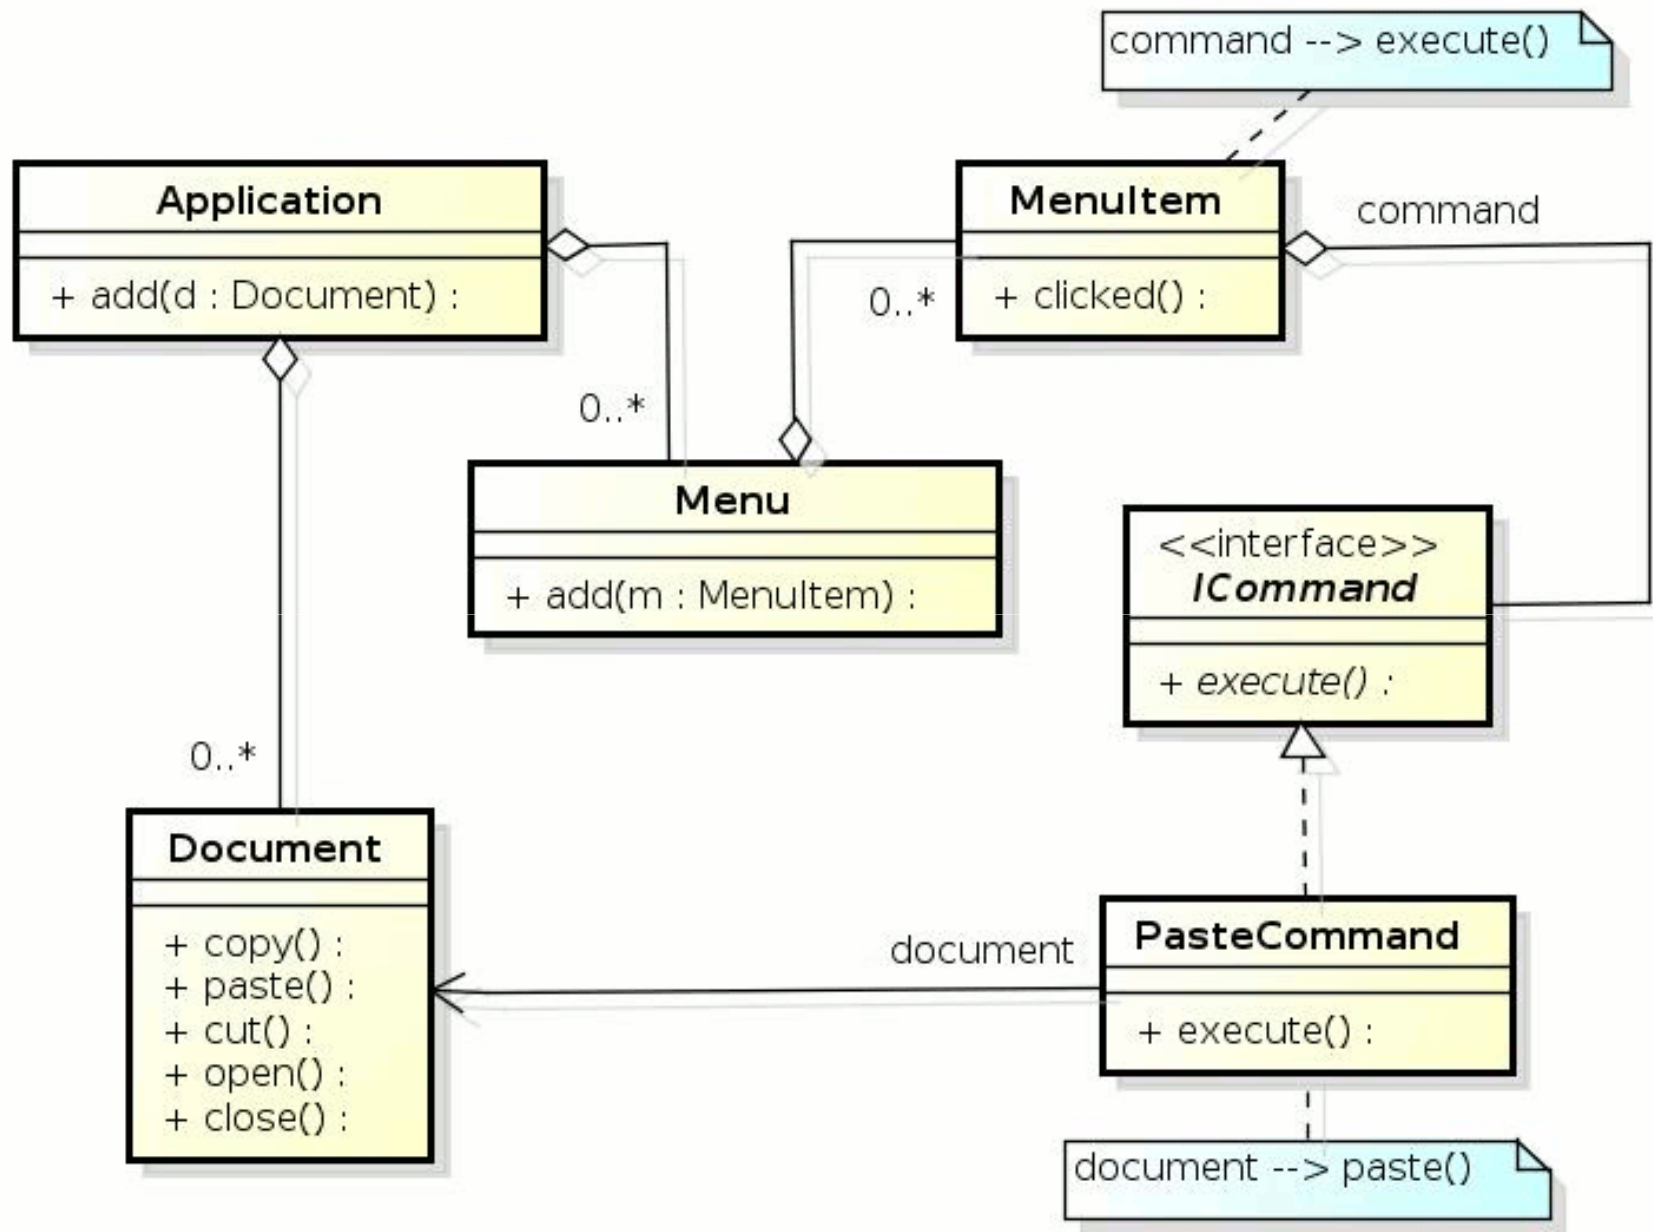 command --> execute()
Application
+ add(d : Document) :
MenuItem
+ clicked() :
command
0..*
0..*
Menu
+ add(m : MenuItem) :
<<interface>>
ICommand
+ execute() :
0..*
Document
+ copy() :
+ paste() :
+ cut() :
+ open() :
+ close() :
document
PasteCommand
+ execute() :
document --> paste()